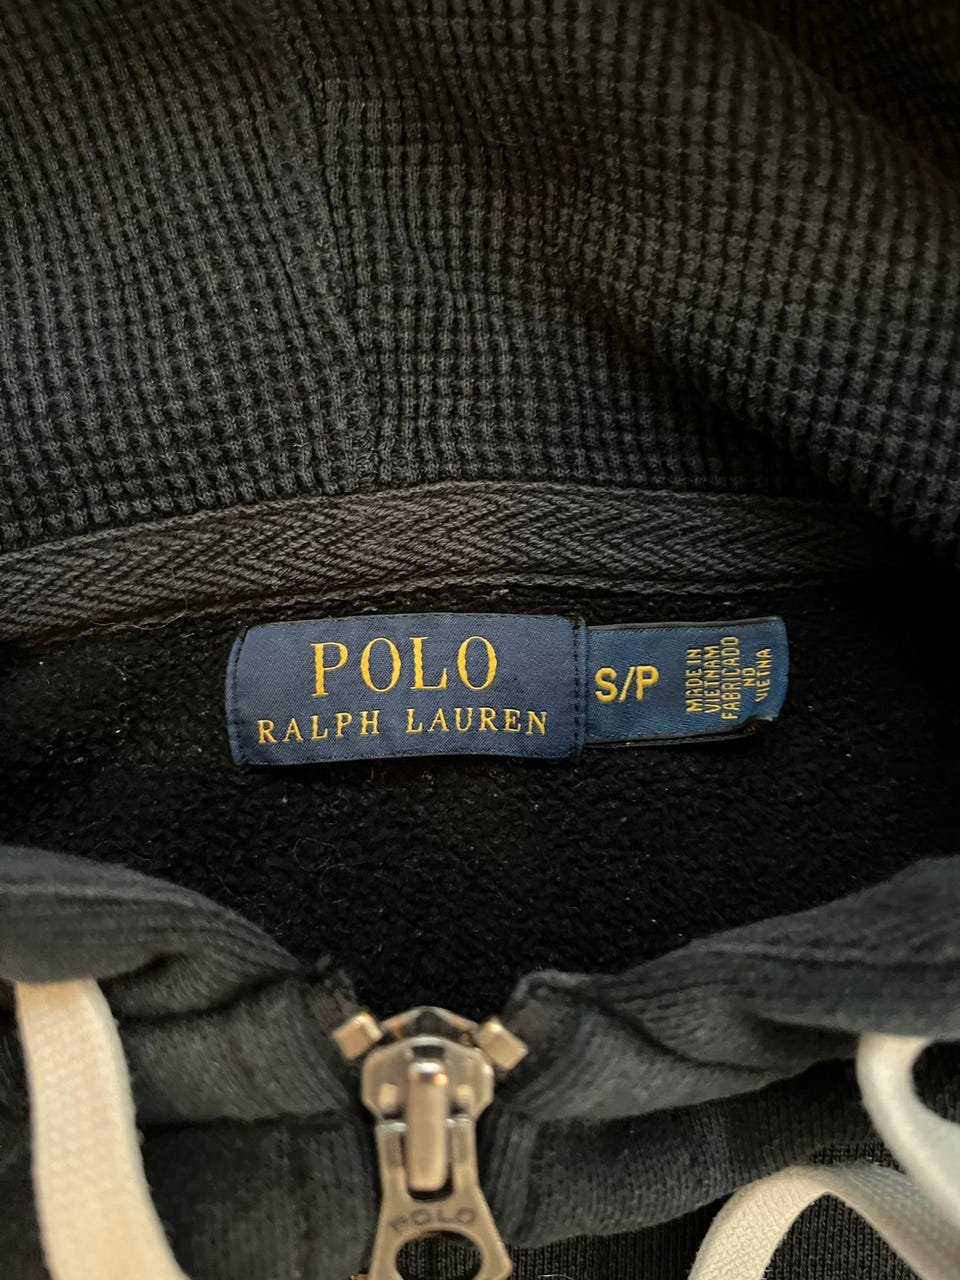 POLO
RALPH LAUREN
S/P
MADE IN
VIETNAM
FABRICADO
NO
VIETNA
POLO